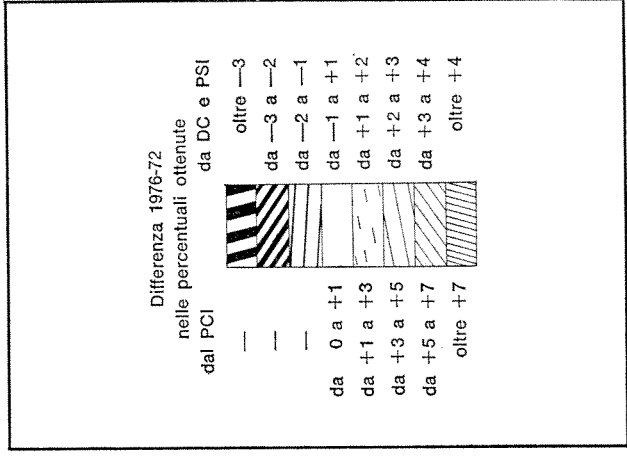 Differenza 1976-72
nelle percentuali ottenute
dal PCI da DC e PSI
— oltre —3
— da —3 a —2
— da —2 a —1
da 0 a +1 da —1 a +1
da +1 a +3 da +1 a +2
da +3 a +5 da +2 a +3
da +5 a +7 da +3 a +4
oltre +7 oltre +4